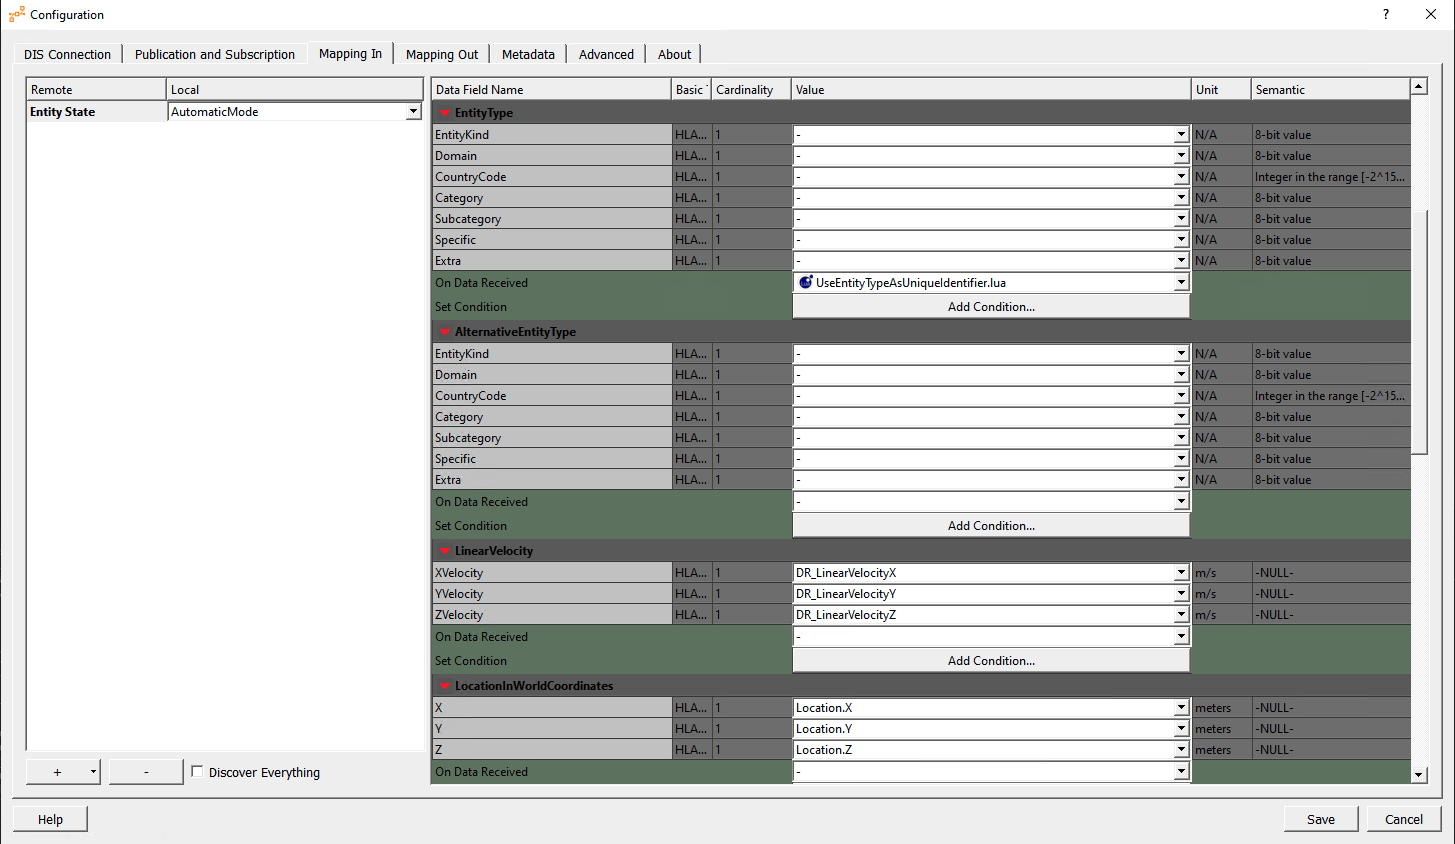 Configuration
? 
DIS Connection Publication and Subscription Mapping In Mapping Out Metadata Advanced About
Remote Local
Entity State AutomaticMode
Data Field Name Basic Cardinality Value Unit Semantic
EntityType
EntityKind HLA... 1 - N/A 8-bit value
Domain HLA... 1 - N/A 8-bit value
CountryCode HLA... 1 - N/A Integer in the range [-2^15...
Category HLA... 1 - N/A 8-bit value
Subcategory HLA... 1 - N/A 8-bit value
Specific HLA... 1 - N/A 8-bit value
Extra HLA... 1 - N/A 8-bit value
On Data Received UseEntityTypeAsUniqueIdentifier.lua
Set Condition Add Condition...
AlternativeEntityType
EntityKind HLA... 1 - N/A 8-bit value
Domain HLA... 1 - N/A 8-bit value
CountryCode HLA... 1 - N/A Integer in the range [-2^15...
Category HLA... 1 - N/A 8-bit value
Subcategory HLA... 1 - N/A 8-bit value
Specific HLA... 1 - N/A 8-bit value
Extra HLA... 1 - N/A 8-bit value
On Data Received -
Set Condition Add Condition...
LinearVelocity
XVelocity HLA... 1 DR_LinearVelocityX m/s -NULL-
YVelocity HLA... 1 DR_LinearVelocityY m/s -NULL-
ZVelocity HLA... 1 DR_LinearVelocityZ m/s -NULL-
On Data Received -
Set Condition Add Condition...
LocationInWorldCoordinates
X HLA... 1 Location.X meters -NULL-
Y HLA... 1 Location.Y meters -NULL-
Z HLA... 1 Location.Z meters -NULL-
On Data Received -
+ - Discover Everything
Help Save Cancel